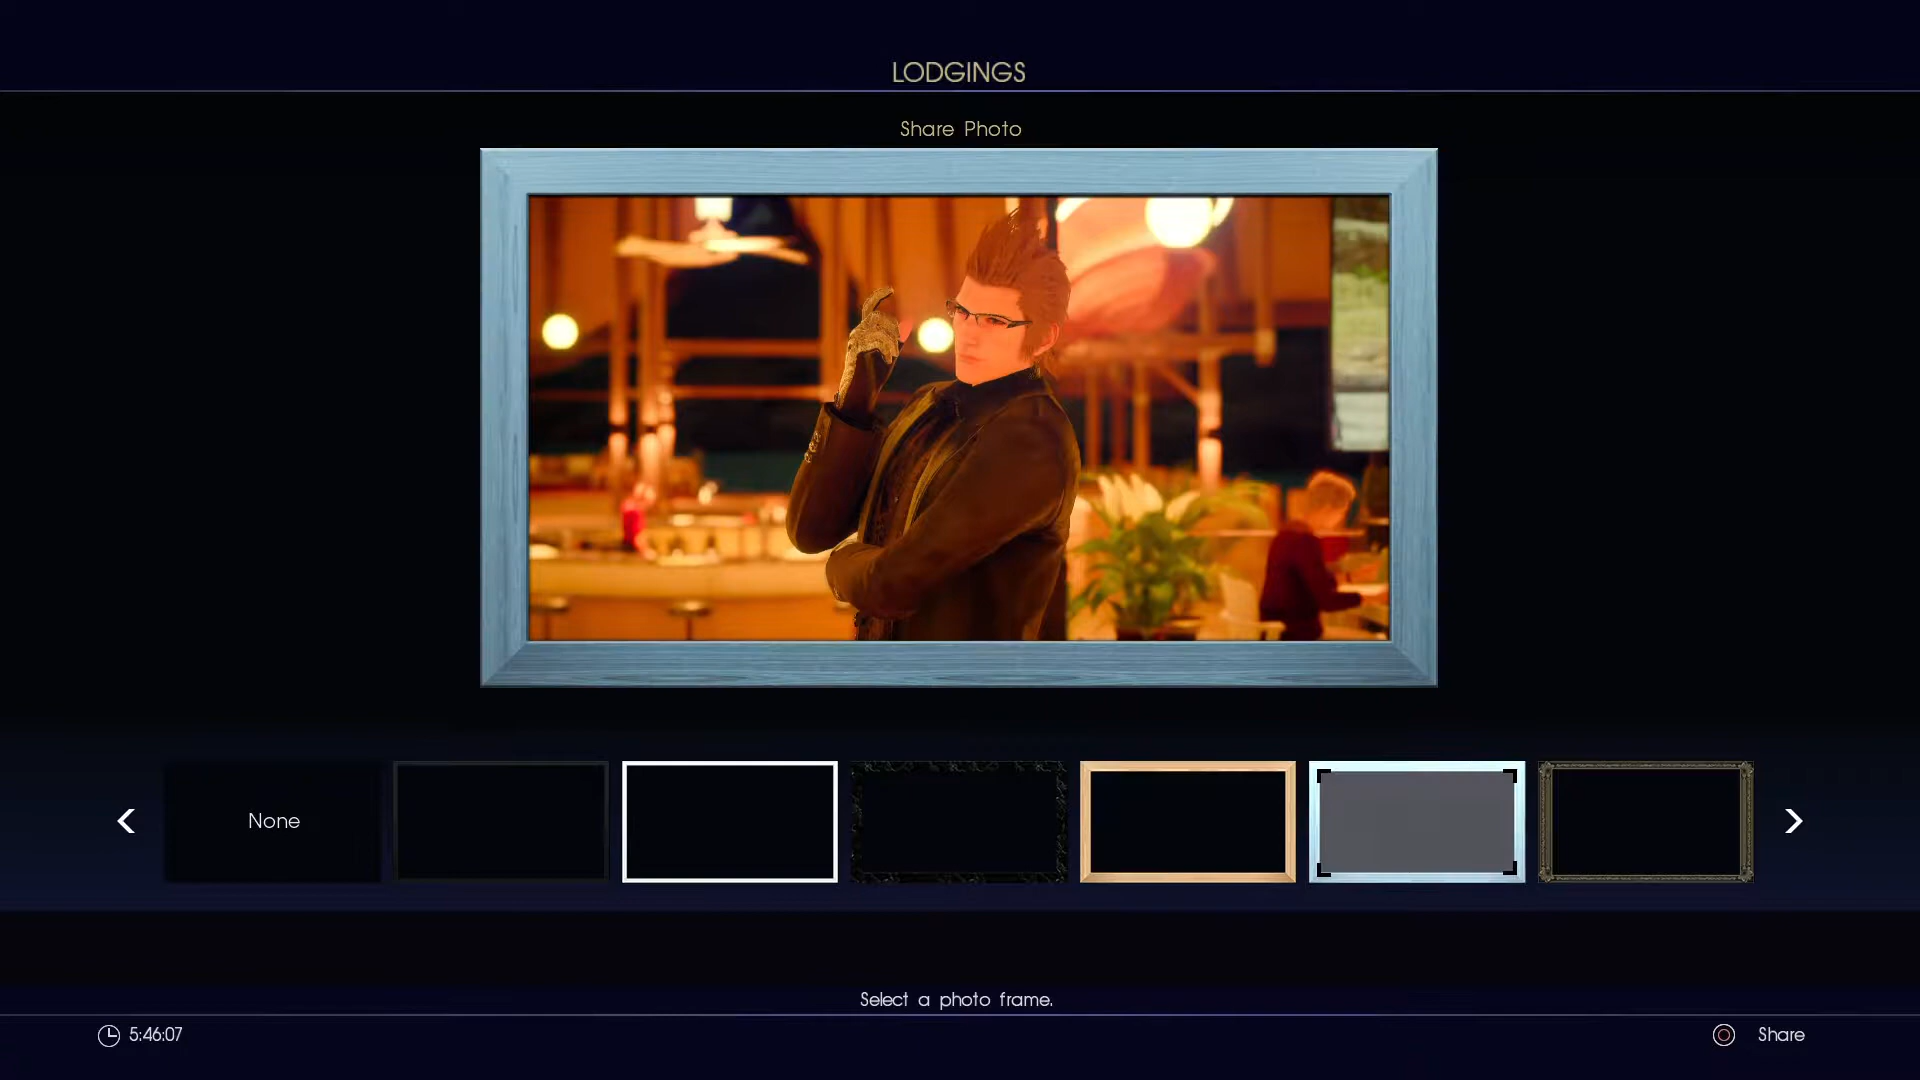 LODGINGS
Share Photo
None
Select a photo frame.
5:46:07
Share